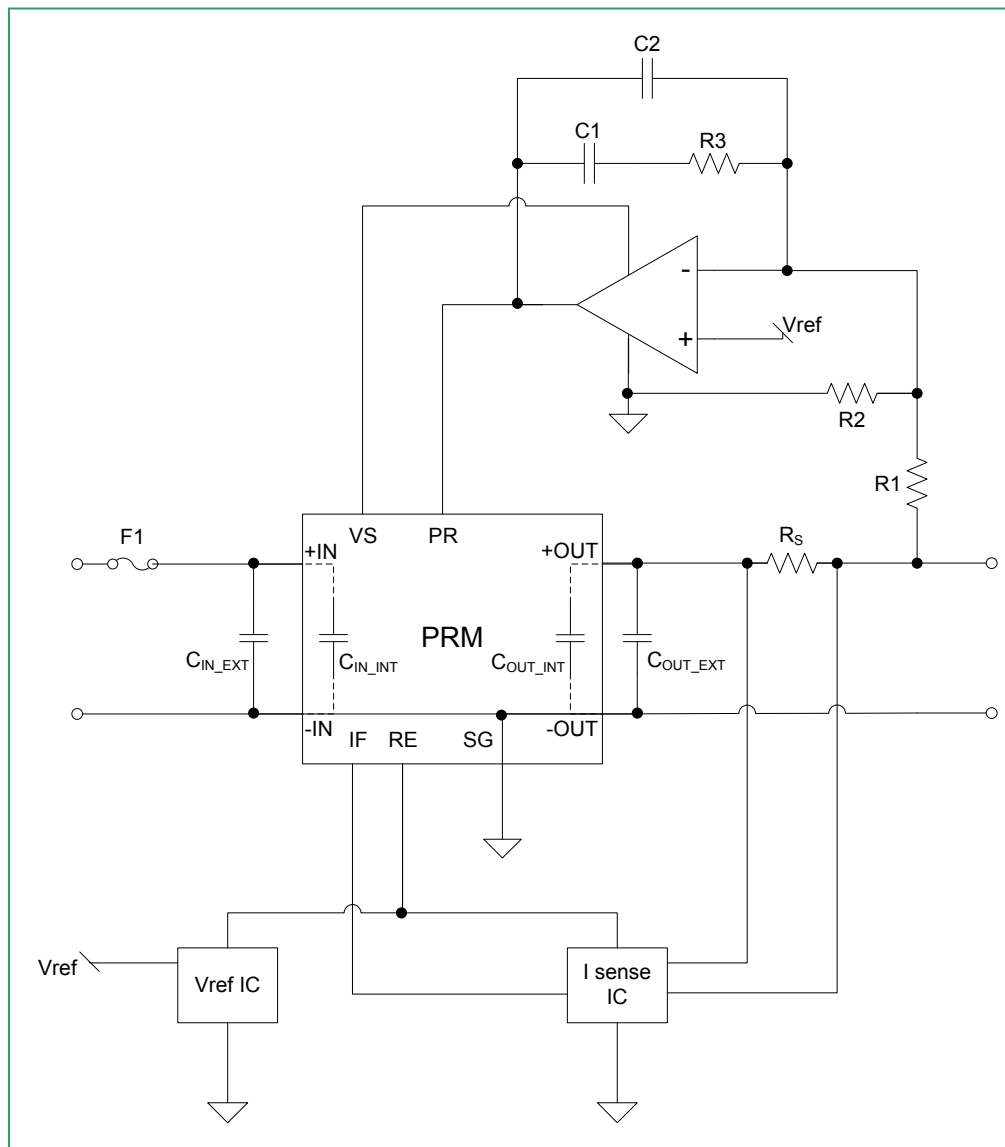 C2
C1
R3
-
+
Vref
R2
R1
F1
VS
PR
+IN
+OUT
RS
PRM
CIN_EXT
CIN_INT
COUT_INT
COUT_EXT
-IN
-OUT
IF
RE
SG
Vref
Vref IC
I sense
IC